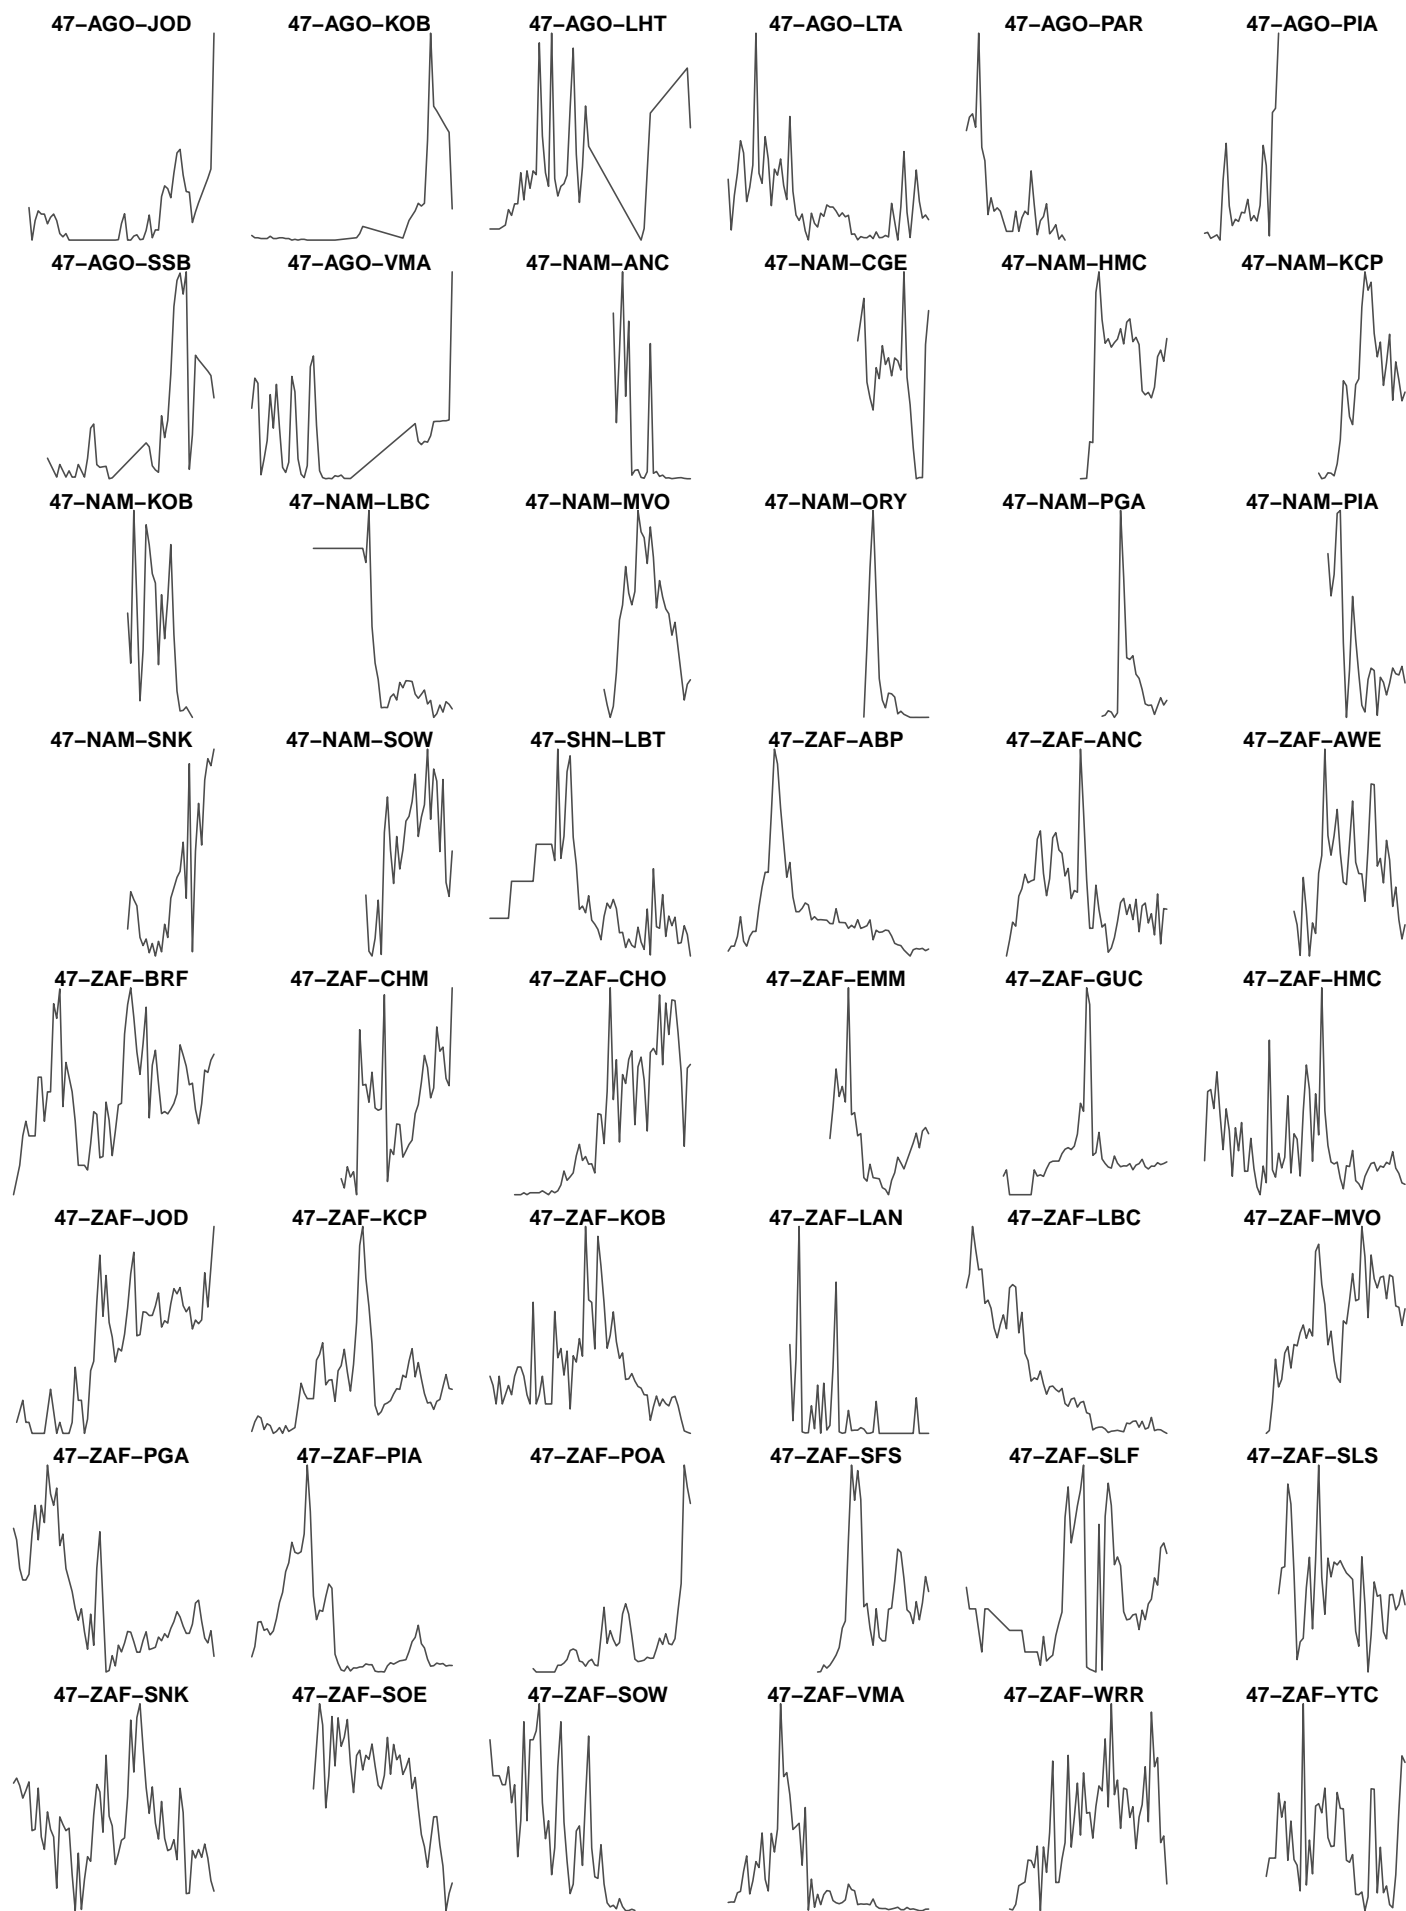 47–AGO–JOD 47–AGO–KOB 47–AGO–LHT 47–AGO–LTA 47–AGO–PAR 47–AGO–PIA
47–AGO–SSB 47–AGO–VMA 47–NAM–ANC 47–NAM–CGE 47–NAM–HMC 47–NAM–KCP
47–NAM–KOB 47–NAM–LBC 47–NAM–MVO 47–NAM–ORY 47–NAM–PGA 47–NAM–PIA
47–NAM–SNK 47–NAM–SOW 47–SHN–LBT 47–ZAF–ABP 47–ZAF–ANC 47–ZAF–AWE
47–ZAF–BRF 47–ZAF–CHM 47–ZAF–CHO 47–ZAF–EMM 47–ZAF–GUC 47–ZAF–HMC
47–ZAF–JOD 47–ZAF–KCP 47–ZAF–KOB 47–ZAF–LAN 47–ZAF–LBC 47–ZAF–MVO
47–ZAF–PGA 47–ZAF–PIA 47–ZAF–POA 47–ZAF–SFS 47–ZAF–SLF 47–ZAF–SLS
47–ZAF–SNK 47–ZAF–SOE 47–ZAF–SOW 47–ZAF–VMA 47–ZAF–WRR 47–ZAF–YTC